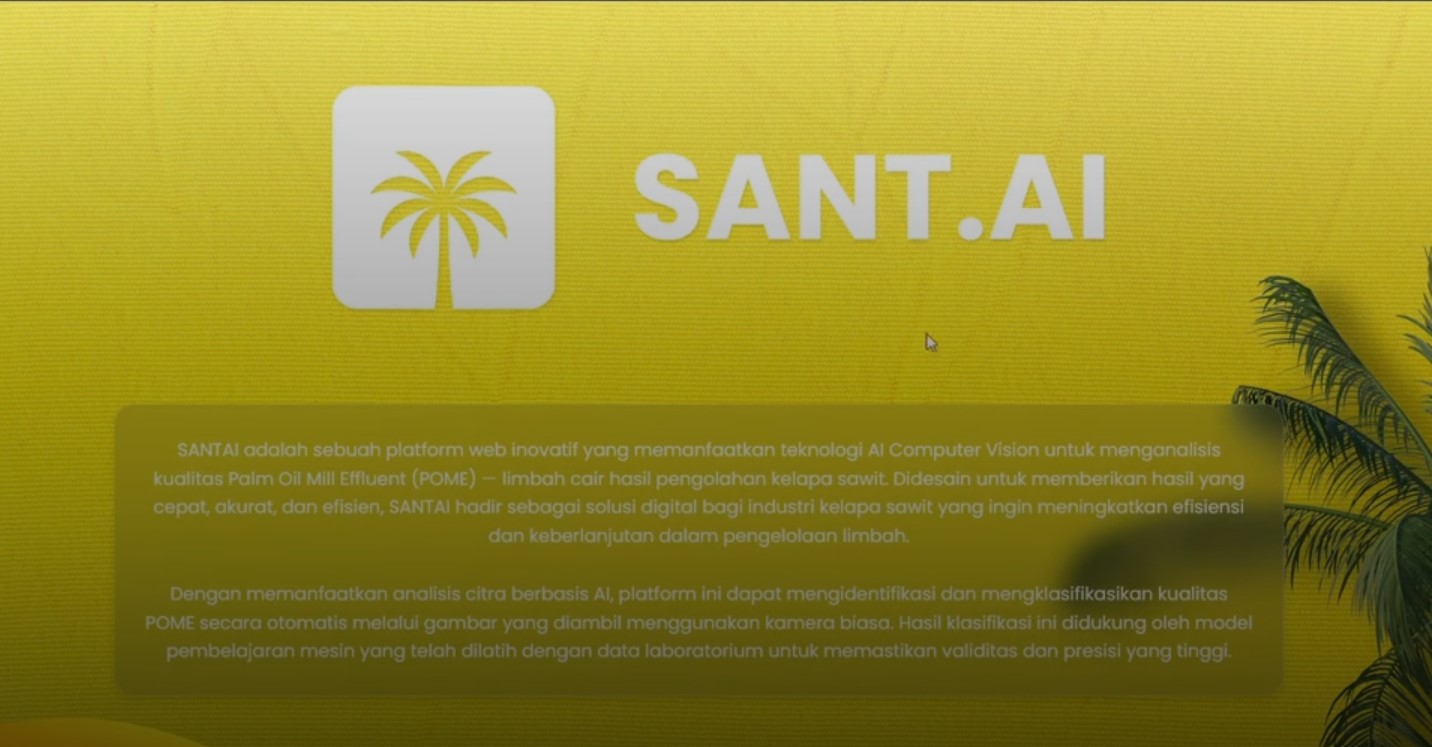 SANT.AI
SANTAI adalah sebuah platform web inovatif yang memanfaatkan teknologi AI Computer Vision untuk menganalisis
kualitas Palm Oil Mill Effluent (POME) — limbah cair hasil pengolahan kelapa sawit. Didesain untuk memberikan hasil yang
cepat, akurat, dan efisien, SANTAI hadir sebagai solusi digital bagi industri kelapa sawit yang ingin meningkatkan efisiensi
dan keberlanjutan dalam pengelolaan limbah.
Dengan memanfaatkan analisis citra berbasis AI, platform ini dapat mengidentifikasi dan mengklasifikasikan kualitas
POME secara otomatis melalui gambar yang diambil menggunakan kamera biasa. Hasil klasifikasi ini didukung oleh model
pembelajaran mesin yang telah dilatih dengan data laboratorium untuk memastikan validitas dan presisi yang tinggi.